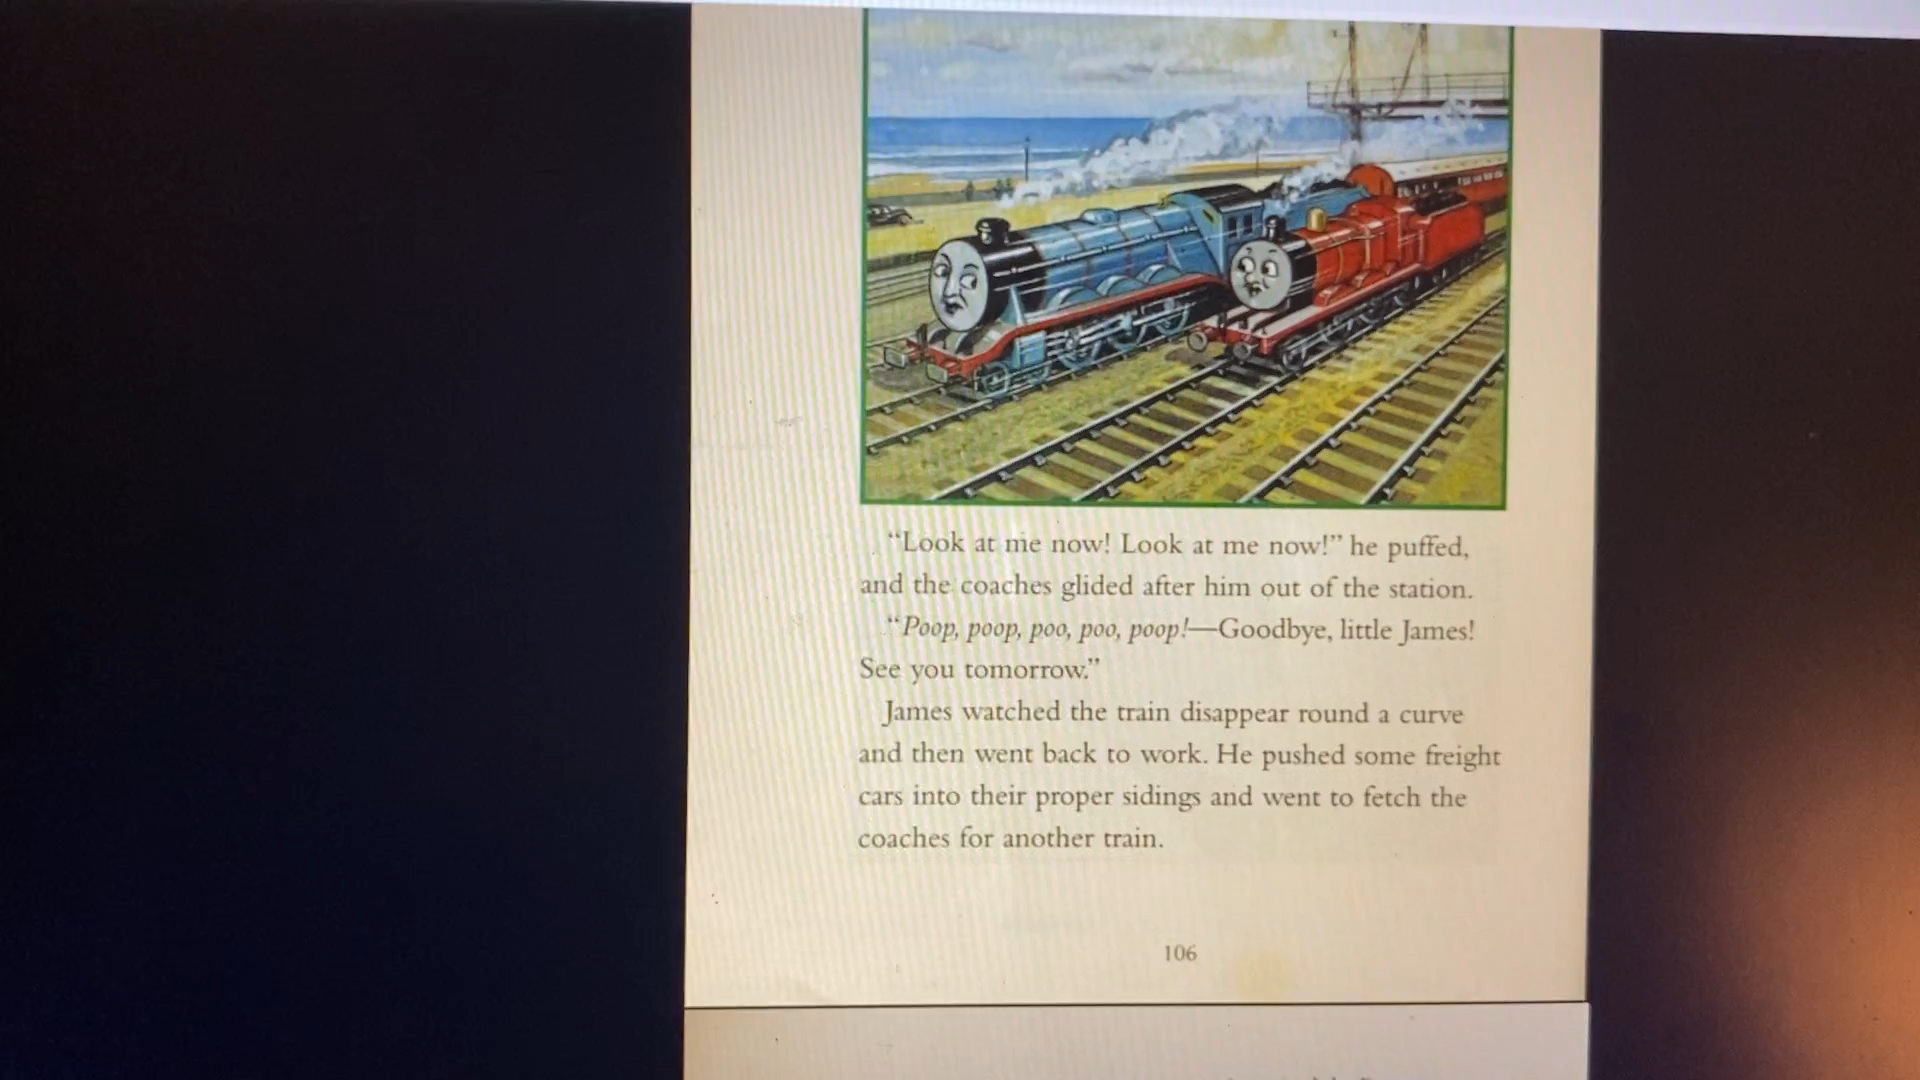 “Look at me now! Look at me now!” he puffed,
and the coaches glided after him out of the station.
“Poop, poop, poo, poo, poop!—Goodbye, little James!
See you tomorrow.”
James watched the train disappear round a curve
and then went back to work. He pushed some freight
cars into their proper sidings and went to fetch the
coaches for another train.
106